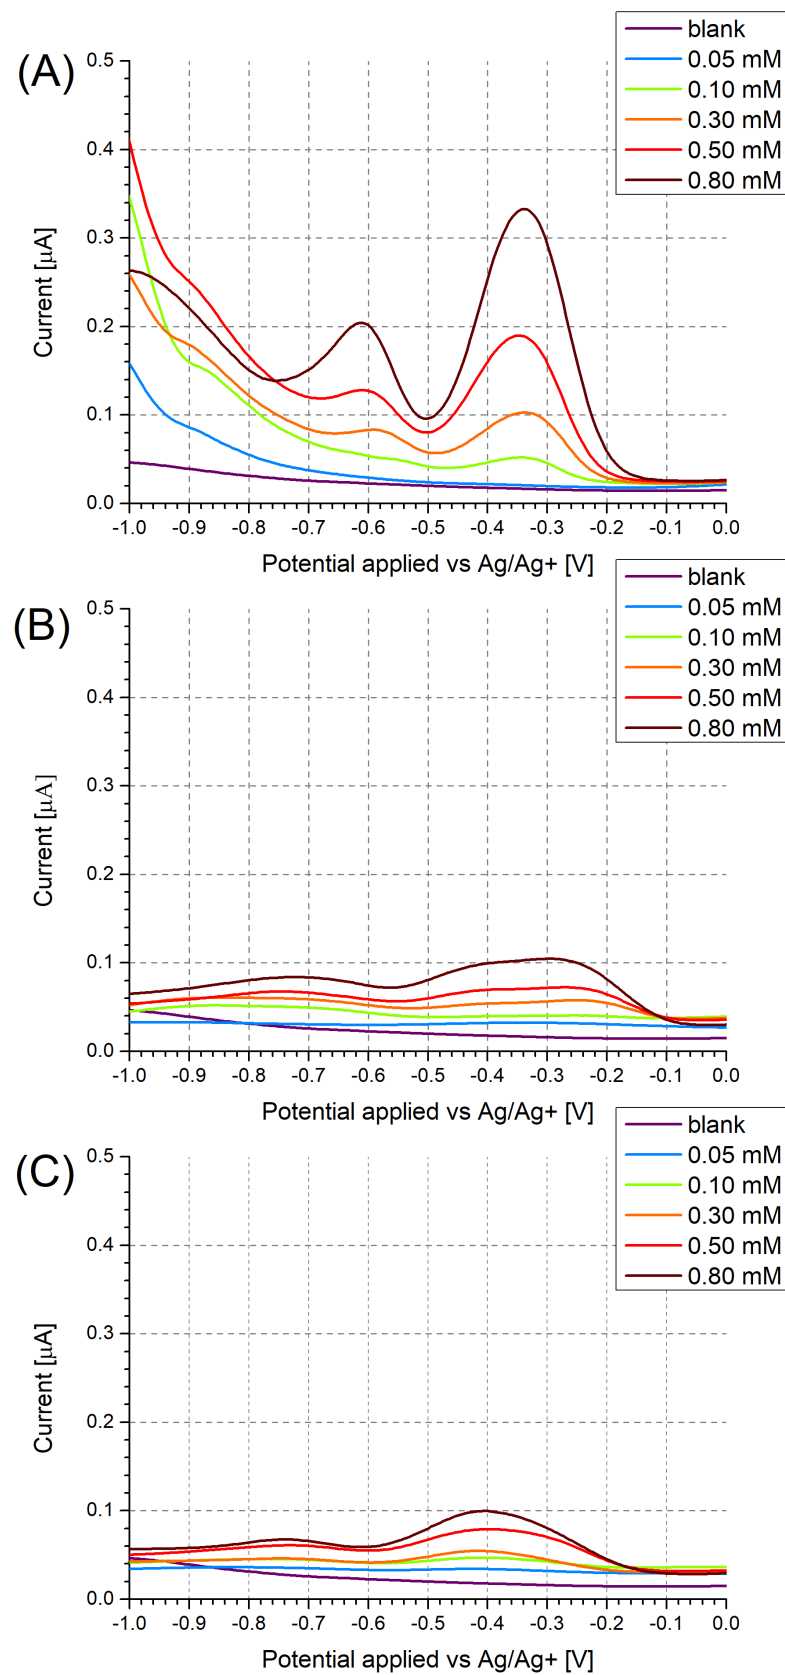 (A)
blank
0.05 mM
0.10 mM
0.30 mM
0.50 mM
0.80 mM
0.5
0.4
0.3
0.2
0.1
0.0
Current [μA]
-1.0 -0.9 -0.8 -0.7 -0.6 -0.5 -0.4 -0.3 -0.2 -0.1 0.0
Potential applied vs Ag/Ag+ [V]
(B)
blank
0.05 mM
0.10 mM
0.30 mM
0.50 mM
0.80 mM
0.5
0.4
0.3
0.2
0.1
0.0
Current [μA]
-1.0 -0.9 -0.8 -0.7 -0.6 -0.5 -0.4 -0.3 -0.2 -0.1 0.0
Potential applied vs Ag/Ag+ [V]
(C)
blank
0.05 mM
0.10 mM
0.30 mM
0.50 mM
0.80 mM
0.5
0.4
0.3
0.2
0.1
0.0
Current [μA]
-1.0 -0.9 -0.8 -0.7 -0.6 -0.5 -0.4 -0.3 -0.2 -0.1 0.0
Potential applied vs Ag/Ag+ [V]